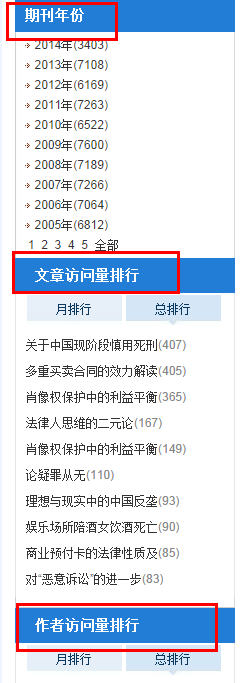 期刊年份
2014年(3403)
2013年(7108)
2012年(6169)
2011年(7263)
2010年(6522)
2009年(7600)
2008年(7189)
2007年(7266)
2006年(7064)
2005年(6812)
1 2 3 4 5 全部
文章访问量排行
月排行 总排行
关于中国现阶段慎用死刑(407)
多重买卖合同的效力解读(405)
肖像权保护中的利益平衡(365)
法律人思维的二元论(167)
肖像权保护中的利益平衡(149)
论疑罪从无(110)
理想与现实中的中国反垄(93)
娱乐场所陪酒女饮酒死亡(90)
商业预付卡的法律性质及(85)
对“恶意诉讼”的进一步(83)
作者访问量排行
月排行 总排行